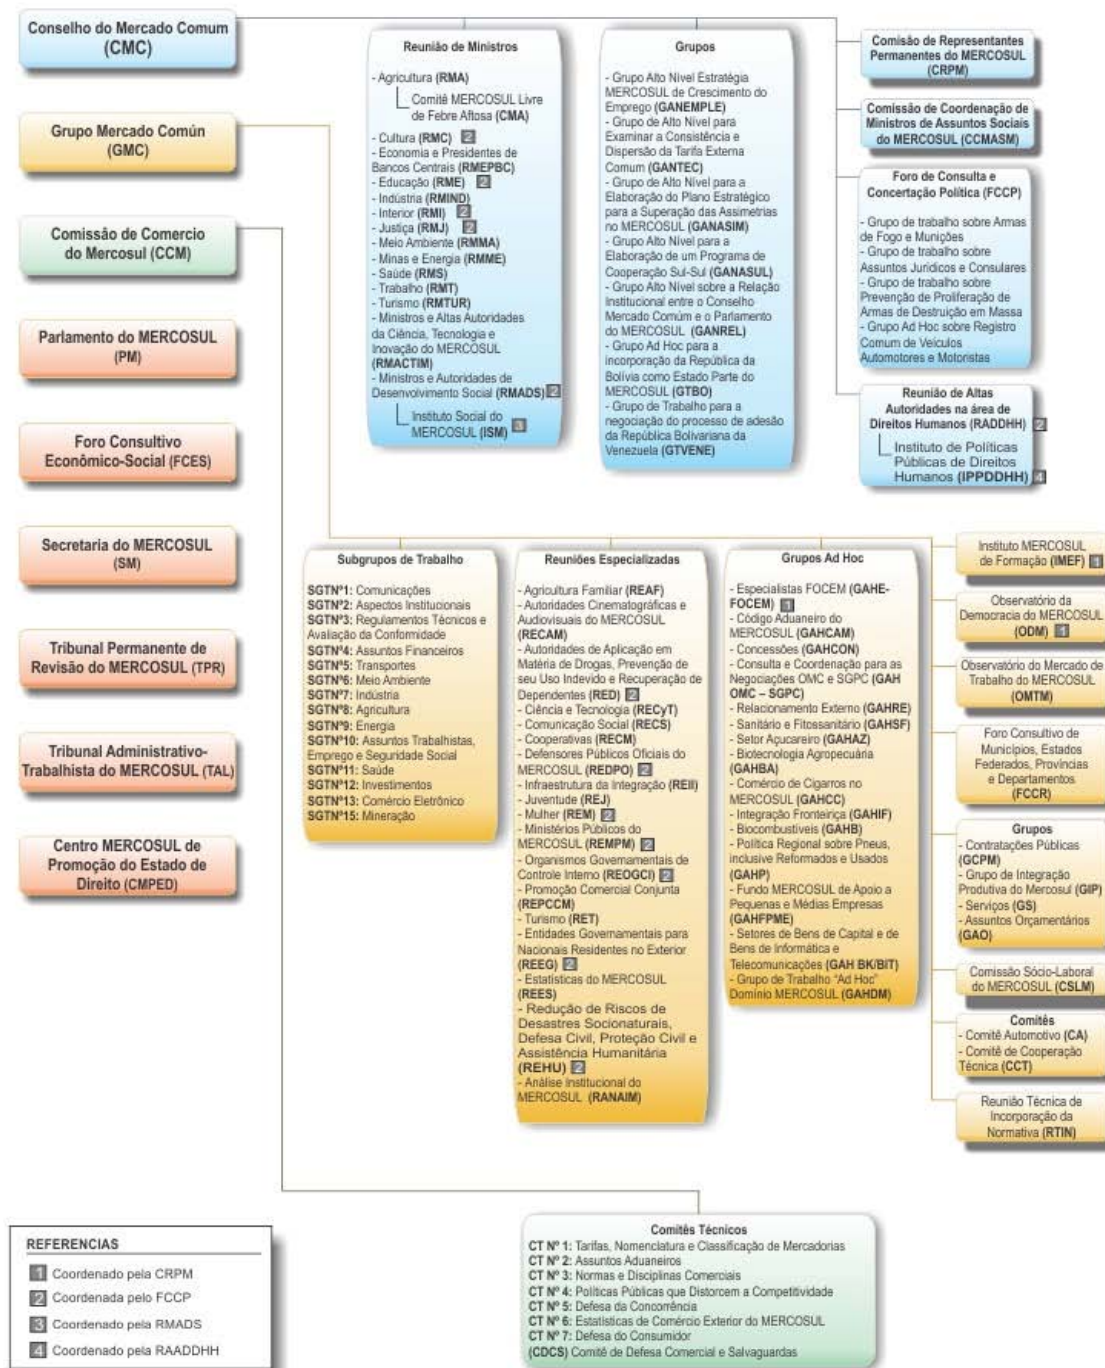 Conselho do Mercado Comum
(CMC)
Grupo Mercado Común
(GMC)
Comissão de Comercio
do Mercosul (CCM)
Parlamento do MERCOSUL
(PM)
Foro Consultivo
Econômico-Social (FCES)
Secretaria do MERCOSUL
(SM)
Tribunal Permanente de
Revisão do MERCOSUL (TPR)
Tribunal Administrativo-
Trabalhista do MERCOSUL (TAL)
Centro MERCOSUL de
Promoção do Estado de
Direito (CMPED)
Reunião de Ministros
- Agricultura (RMA)
Comitê MERCOSUL Livre
de Febre Aftosa (CMA)
- Cultura (RMC) 2
- Economia e Presidentes de
Bancos Centrais (RMEPBC)
- Educação (RME) 2
- Indústria (RMIND)
- Interior (RMI) 2
- Justiça (RMJ) 2
- Meio Ambiente (RMMA)
- Minas e Energia (RMME)
- Saúde (RMS)
- Trabalho (RMT)
- Turismo (RMTUR)
- Ministros e Altas Autoridades
da Ciência, Tecnologia e
Inovação do MERCOSUL
(RMACTIM)
- Ministros e Autoridades de
Desenvolvimento Social (RMADS) 2
Instituto Social do
MERCOSUL (ISM) 3
Grupos
- Grupo Alto Nível Estratégia
MERCOSUL de Crescimento do
Emprego (GANEMPLE)
- Grupo de Alto Nível para
Examinar a Consistência e
Dispersão da Tarifa Externa
Comum (GANTEC)
- Grupo de Alto Nível para a
Elaboração do Plano Estratégico
para a Superação das Assimetrias
no MERCOSUL (GANASIM)
- Grupo Alto Nível para a
Elaboração de um Programa de
Cooperação Sul-Sul (GANASUL)
- Grupo Alto Nível sobre a Relação
Institucional entre o Conselho
Mercado Comúm e o Parlamento
do MERCOSUL (GANREL)
- Grupo Ad Hoc para a
incorporação da República da
Bolívia como Estado Parte do
MERCOSUL (GTBO)
- Grupo de Trabalho para a
negociação do processo de adesão
da República Bolivariana da
Venezuela (GTVENE)
Comisão de Representantes
Permanentes do MERCOSUL
(CRPM)
Comissão de Coordenação de
Ministros de Assuntos Sociais
do MERCOSUL (CCMASM)
Foro de Consulta e
Concertação Política (FCCP)
- Grupo de trabalho sobre Armas
de Fogo e Munições
- Grupo de trabalho sobre
Assuntos Jurídicos e Consulares
- Grupo de trabalho sobre
Prevenção de Proliferação de
Armas de Destruição em Massa
- Grupo Ad Hoc sobre Registro
Comum de Veículos
Automotores e Motoristas
Reunião de Altas
Autoridades na área de
Direitos Humanos (RADDHH) 2
Instituto de Políticas
Públicas de Direitos
Humanos (IPPDDHH) 4
Subgrupos de Trabalho
SGTNº1: Comunicações
SGTNº2: Aspectos Institucionais
SGTNº3: Regulamentos Técnicos e
Avaliação da Conformidade
SGTNº4: Assuntos Financeiros
SGTNº5: Transportes
SGTNº6: Meio Ambiente
SGTNº7: Indústria
SGTNº8: Agricultura
SGTNº9: Energia
SGTNº10: Assuntos Trabalhistas,
Emprego e Seguridade Social
SGTNº11: Saúde
SGTNº12: Investimentos
SGTNº13: Comércio Eletrônico
SGTNº15: Mineração
Reuniões Especializadas
- Agricultura Familiar (REAF)
- Autoridades Cinematográficas e
Audiovisuais do MERCOSUL
(RECAM)
- Autoridades de Aplicação em
Matéria de Drogas, Prevenção de
seu Uso Indevido e Recuperação de
Dependentes (RED) 2
- Ciência e Tecnologia (RECyT)
- Comunicação Social (RECS)
- Cooperativas (RECM)
- Defensores Públicos Oficiais do
MERCOSUL (REDPO) 2
- Infraestrutura da Integração (REII)
- Juventude (REJ)
- Mulher (REM) 2
- Ministérios Públicos do
MERCOSUL (REMPM) 2
- Organismos Governamentais de
Controle Interno (REOGCI) 2
- Promoção Comercial Conjunta
(REPCCM)
- Turismo (RET)
- Entidades Governamentais para
Nacionais Residentes no Exterior
(REEG) 2
- Estatísticas do MERCOSUL
(REES)
- Redução de Riscos de
Desastres Socionaturais,
Defesa Civil, Proteção Civil e
Assistência Humanitária
(REHU) 2
- Análise Institucional do
MERCOSUL (RANAIM)
Grupos Ad Hoc
- Especialistas FOCEM (GAHE-
FOCEM) 1
- Código Aduaneiro do
MERCOSUL (GAHCAM)
- Concessões (GAHCON)
- Consulta e Coordenação para as
Negociações OMC e SGPC (GAH
OMC – SGPC)
- Relacionamento Externo (GAHRE)
- Sanitário e Fitossanitário (GAHSF)
- Setor Açucareiro (GAHAZ)
- Biotecnologia Agropecuária
(GAHBA)
- Comércio de Cigarros no
MERCOSUL (GAHCC)
- Integração Fronteiriça (GAHIF)
- Biocombustíveis (GAHB)
- Política Regional sobre Pneus,
inclusive Reformados e Usados
(GAHP)
- Fundo MERCOSUL de Apoio a
Pequenas e Médias Empresas
(GAHFPME)
- Setores de Bens de Capital e de
Bens de Informática e
Telecomunicações (GAH BK/BIT)
- Grupo de Trabalho "Ad Hoc"
Domínio MERCOSUL (GAHDM)
Instituto MERCOSUL
de Formação (IMEF) 1
Observatório da
Democracia do MERCOSUL
(ODM) 1
Observatório do Mercado de
Trabalho do MERCOSUL
(OMTM)
Foro Consultivo de
Municípios, Estados
Federados, Províncias
e Departamentos
(FCCR)
Grupos
- Contratações Públicas
(GCPM)
- Grupo de Integração
Produtiva do Mercosul (GIP)
- Serviços (GS)
- Assuntos Orçamentários
(GAO)
Comissão Sócio-Laboral
do MERCOSUL (CSLM)
Comitês
- Comitê Automotivo (CA)
- Comitê de Cooperação
Técnica (CCT)
Reunião Técnica de
Incorporação da
Normativa (RTIN)
Comitês Técnicos
CT Nº 1: Tarifas, Nomenclatura e Classificação de Mercadorias
CT Nº 2: Assuntos Aduaneiros
CT Nº 3: Normas e Disciplinas Comerciais
CT Nº 4: Políticas Públicas que Distorcem a Competitividade
CT Nº 5: Defesa da Concorrência
CT Nº 6: Estatísticas de Comércio Exterior do MERCOSUL
CT Nº 7: Defesa do Consumidor
(CDCS) Comitê de Defesa Comercial e Salvaguardas
REFERENCIAS
1 Coordenado pela CRPM
2 Coordenada pelo FCCP
3 Coordenado pela RMADS
4 Coordenado pela RAADDHH